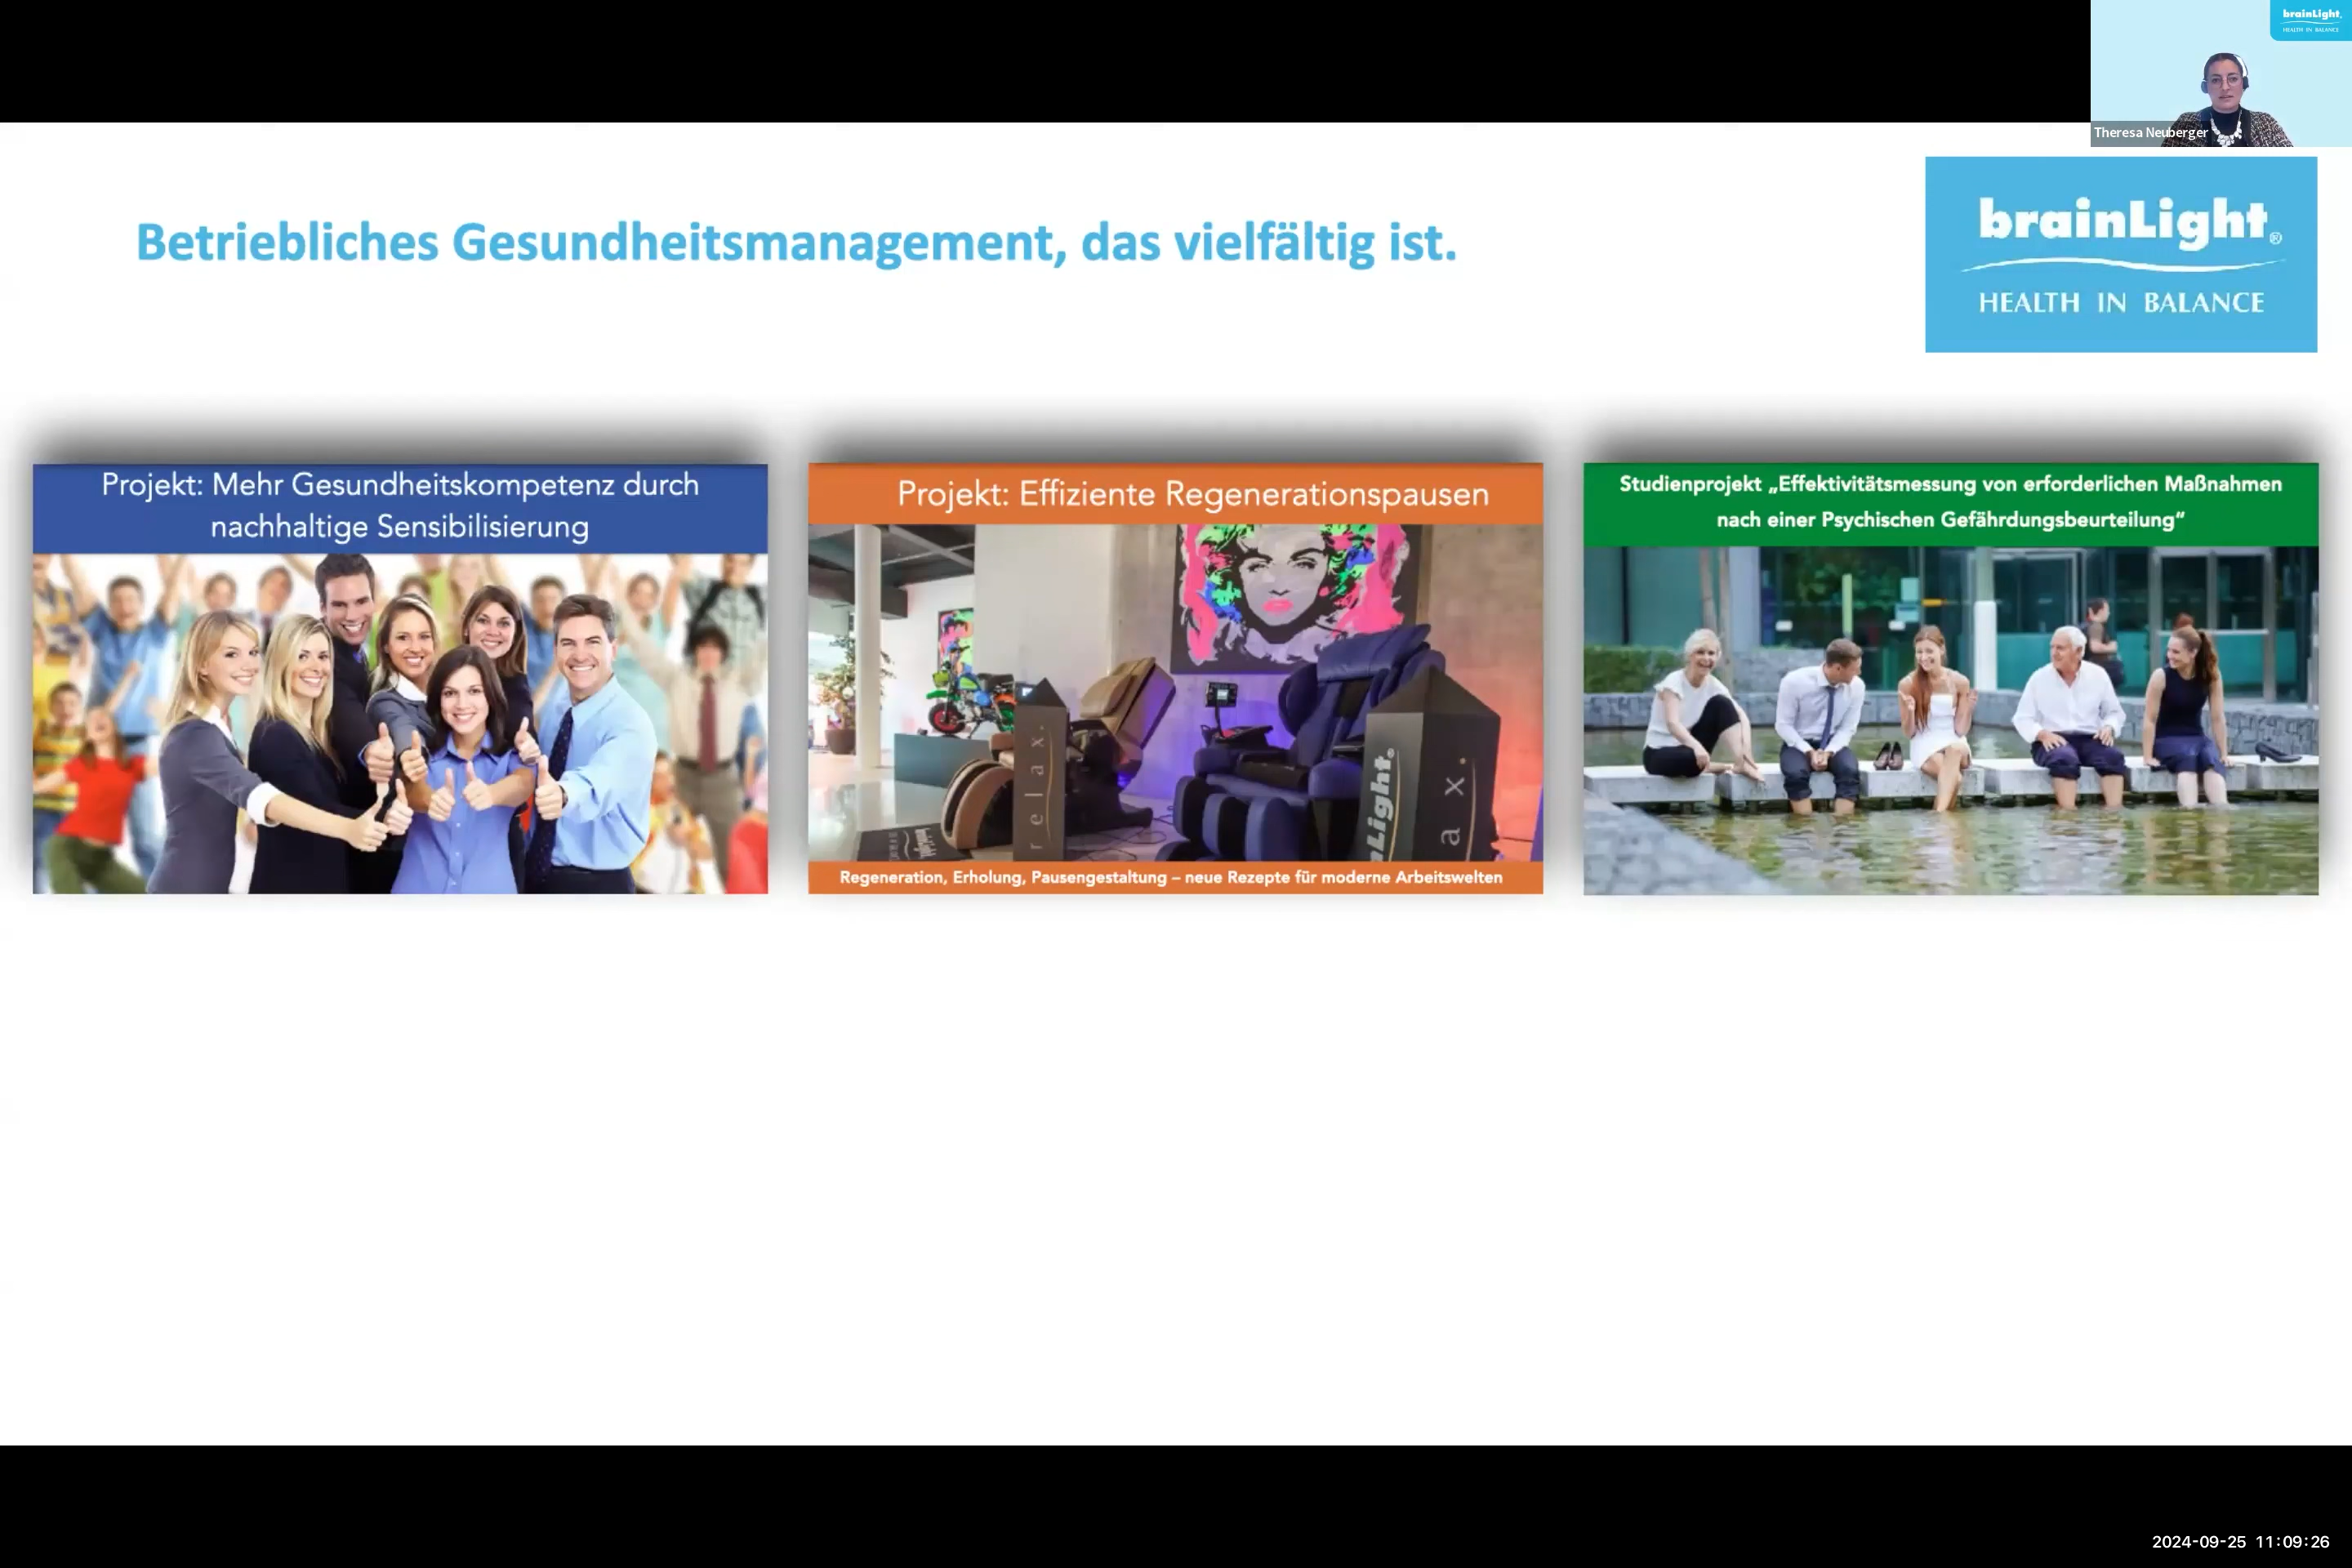 brainLight
HEALTH IN BALANCE
Theresa Neuberger
Betriebliches Gesundheitsmanagement, das vielfältig ist.
brainLight®
HEALTH IN BALANCE
Projekt: Mehr Gesundheitskompetenz durch
nachhaltige Sensibilisierung
Projekt: Effiziente Regenerationspausen
relax.
nLight®
ax.
Regeneration, Erholung, Pausengestaltung – neue Rezepte für moderne Arbeitswelten
Studienprojekt „Effektivitätsmessung von erforderlichen Maßnahmen
nach einer Psychischen Gefährdungsbeurteilung“
2024-09-25 11:09:26